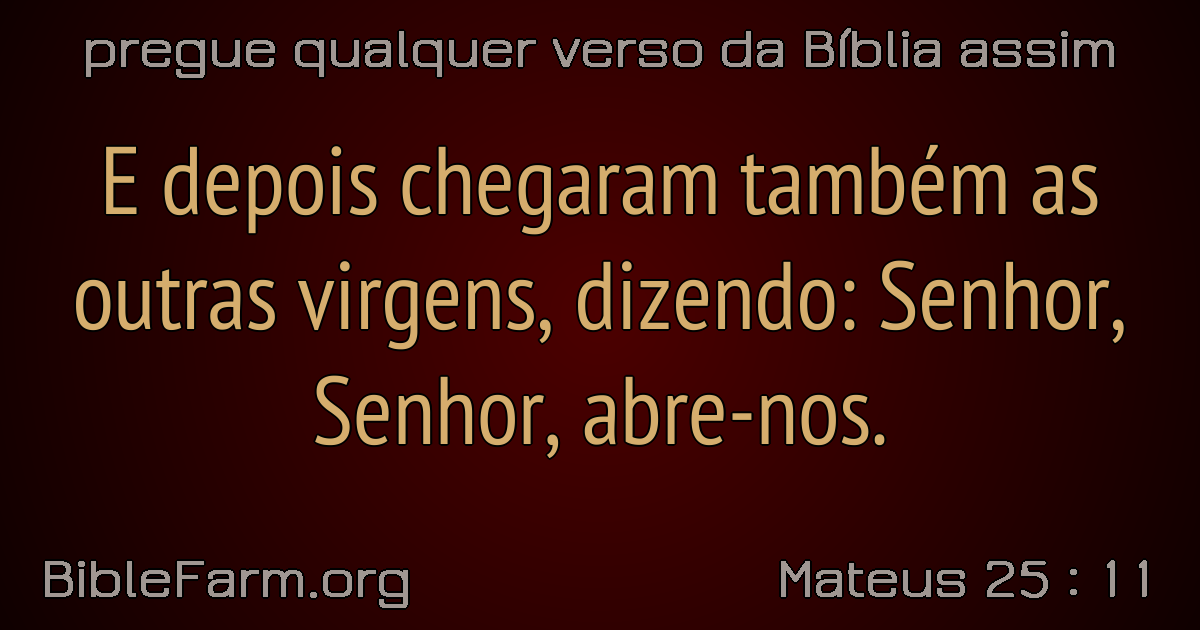 pregue qualquer verso da Bíblia assim
E depois chegaram também as
outras virgens, dizendo: Senhor,
Senhor, abre-nos.
BibleFarm.org
Mateus 25 : 11